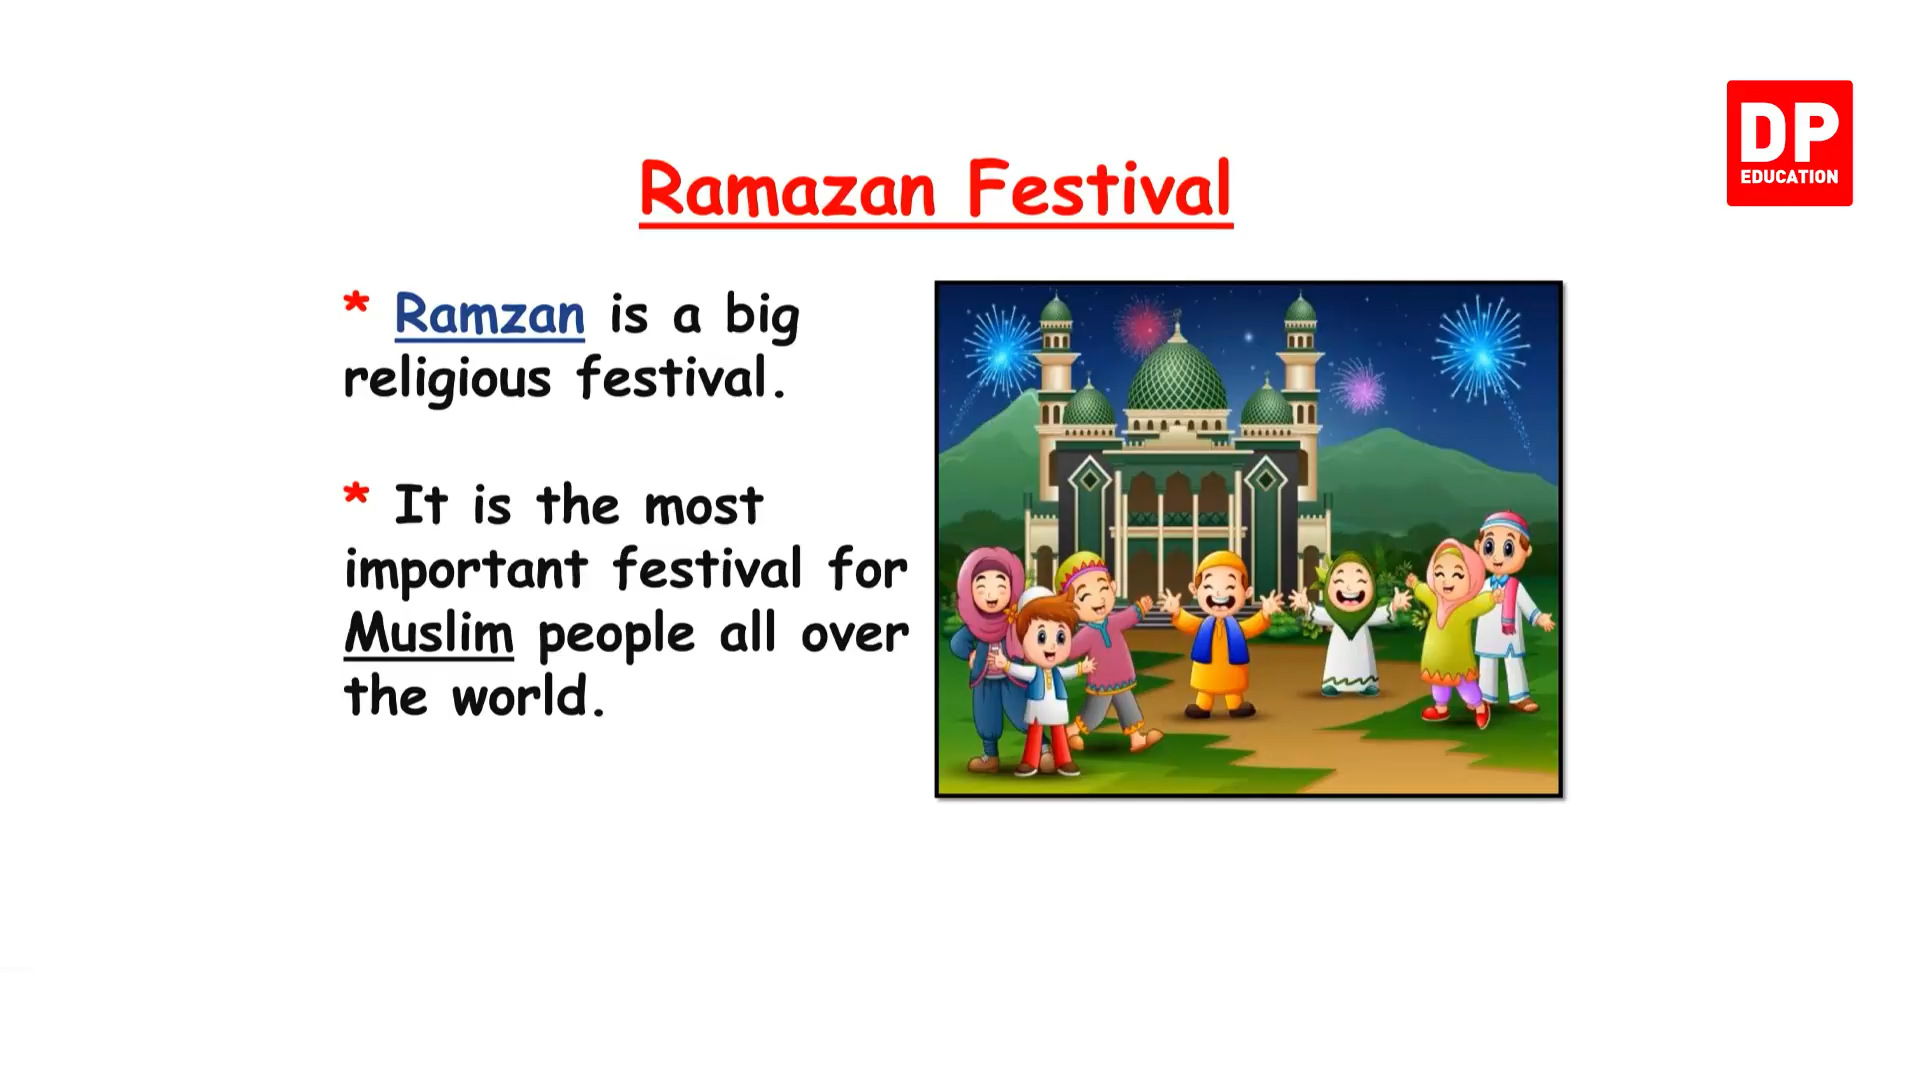 DP
EDUCATION
Ramazan Festival
* Ramzan is a big
religious festival.
* It is the most
important festival for
Muslim people all over
the world.